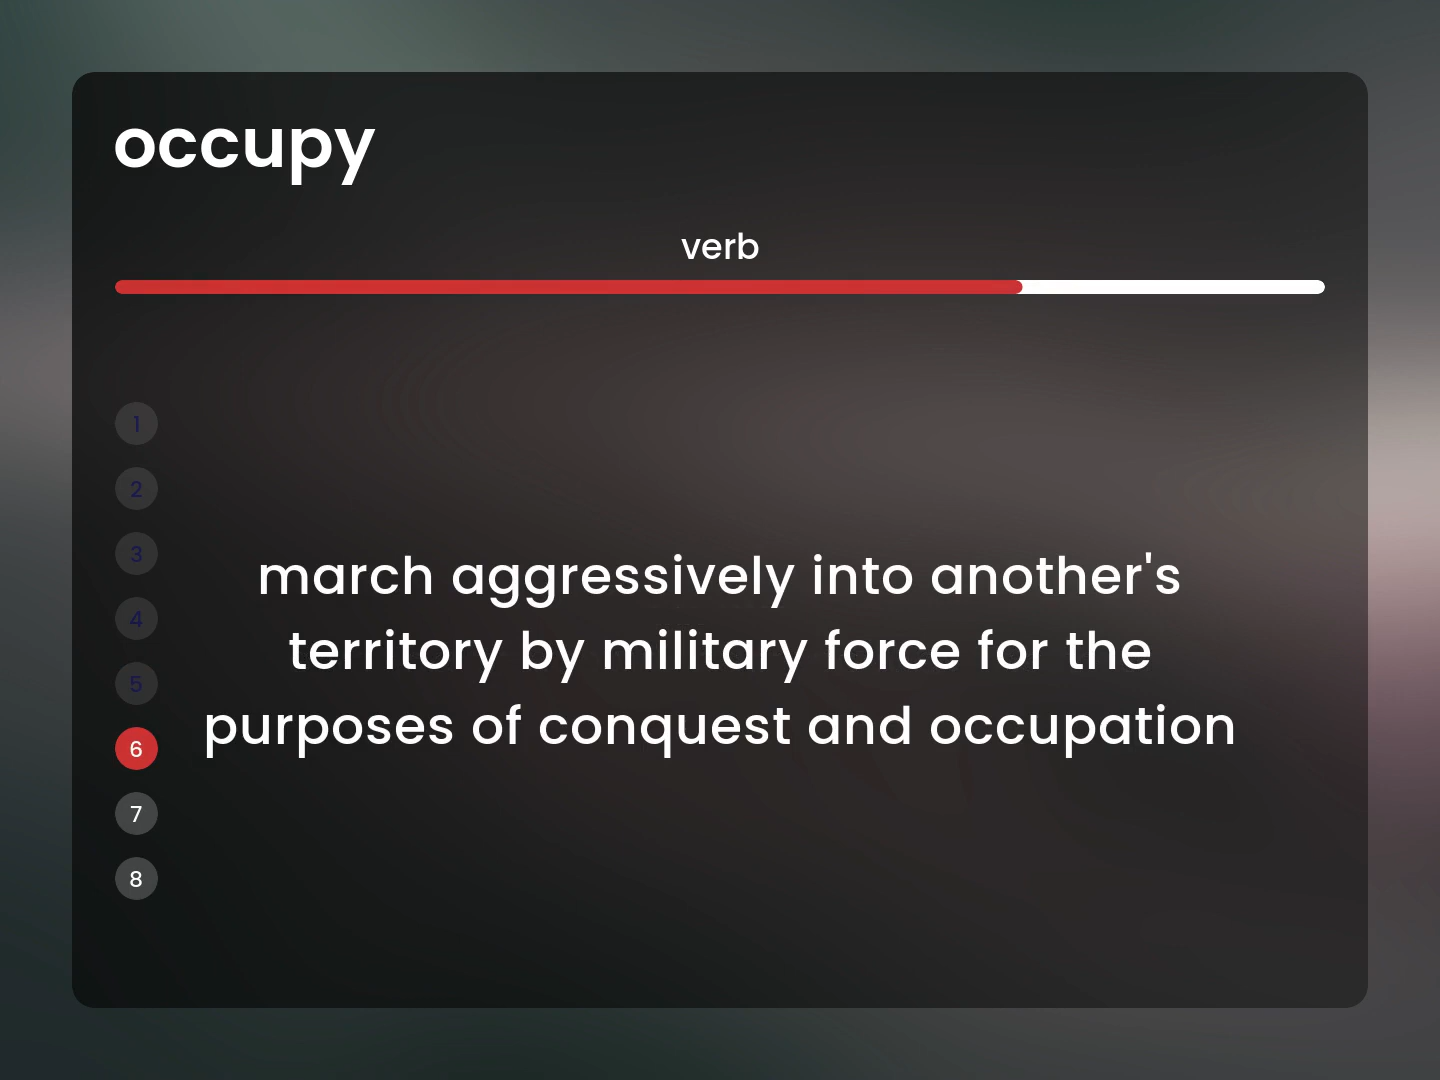 occupy
verb
1
2
3
4
5
6
7
8
march aggressively into another's
territory by military force for the
purposes of conquest and occupation